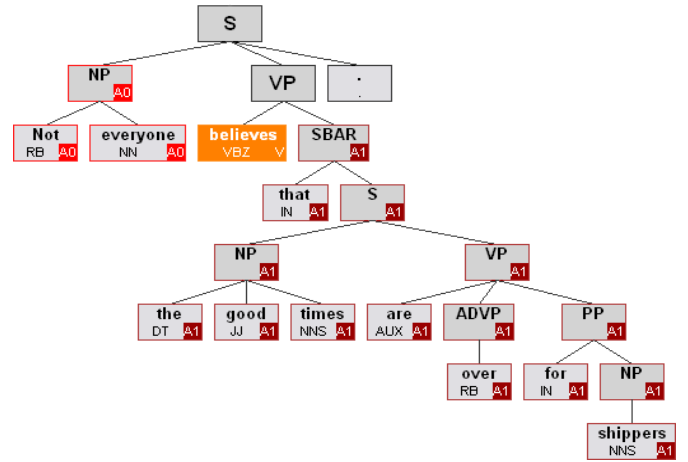 S
NP A0
VP
. .
Not RB A0
everyone NN A0
believes VBZ V
SBAR A1
that IN A1
S A1
NP A1
VP A1
the DT A1
good JJ A1
times NNS A1
are AUX A1
ADVP A1
PP A1
over RB A1
for IN A1
NP A1
shippers NNS A1